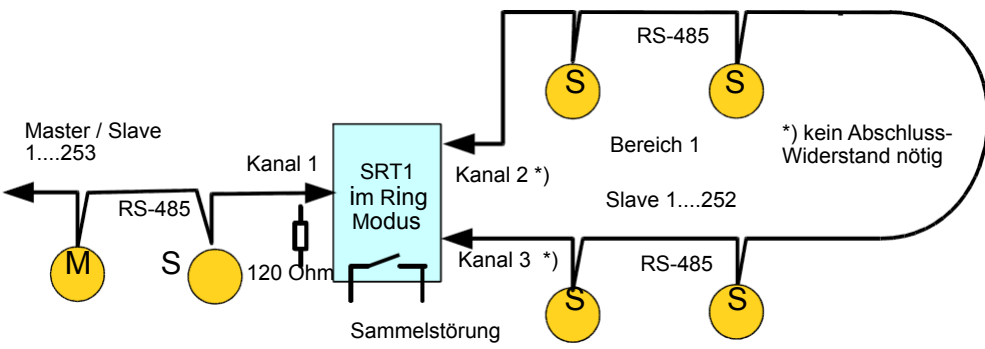 RS-485
S
S
Master / Slave
1....253
Kanal 1
RS-485
M
S
120 Ohm
SRT1
im Ring
Modus
Sammelstörung
Kanal 2 *)
Bereich 1
*) kein Abschluss-
Widerstand nötig
Slave 1....252
Kanal 3 *)
RS-485
S
S